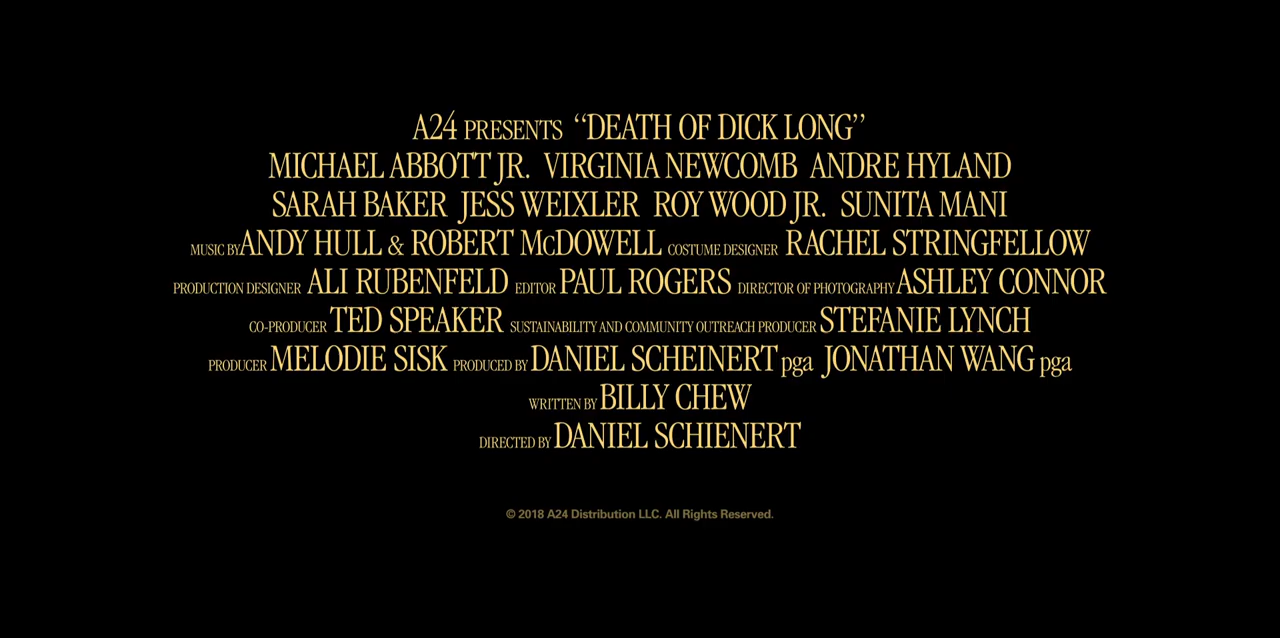 A24 PRESENTS “DEATH OF DICK LONG”
MICHAEL ABBOTT JR. VIRGINIA NEWCOMB ANDRE HYLAND
SARAH BAKER JESS WEIXLER ROY WOOD JR. SUNITA MANI
MUSIC BY ANDY HULL & ROBERT McDOWELL COSTUME DESIGNER RACHEL STRINGFELLOW
PRODUCTION DESIGNER ALI RUBENFELD EDITOR PAUL ROGERS DIRECTOR OF PHOTOGRAPHY ASHLEY CONNOR
CO-PRODUCER TED SPEAKER SUSTAINABILITY AND COMMUNITY OUTREACH PRODUCER STEFANIE LYNCH
PRODUCER MELODIE SISK PRODUCED BY DANIEL SCHEINERT pga JONATHAN WANG pga
WRITTEN BY BILLY CHEW
DIRECTED BY DANIEL SCHIENERT
© 2018 A24 Distribution LLC. All Rights Reserved.